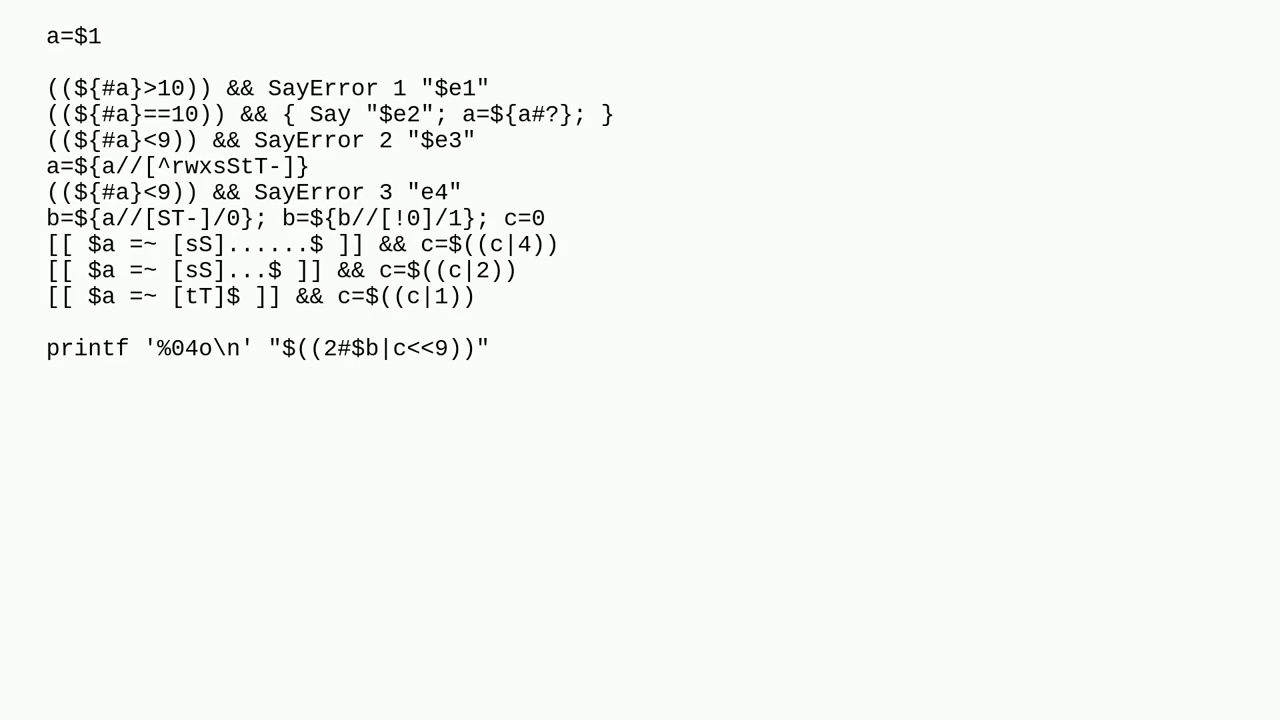 a=$1

((${#a}>10)) && SayError 1 "$e1"
((${#a}==10)) && { Say "$e2"; a=${a#?}; }
((${#a}<9)) && SayError 2 "$e3"
a=${a//[^rwxsStT-]}
((${#a}<9)) && SayError 3 "e4"
b=${a//[ST-]/0}; b=${b//[!0]/1}; c=0
[[ $a =~ [sS]......$ ]] && c=$((c|4))
[[ $a =~ [sS]...$ ]] && c=$((c|2))
[[ $a =~ [tT]$ ]] && c=$((c|1))

printf '%04o\n' "$((2#$b|c<<9))"